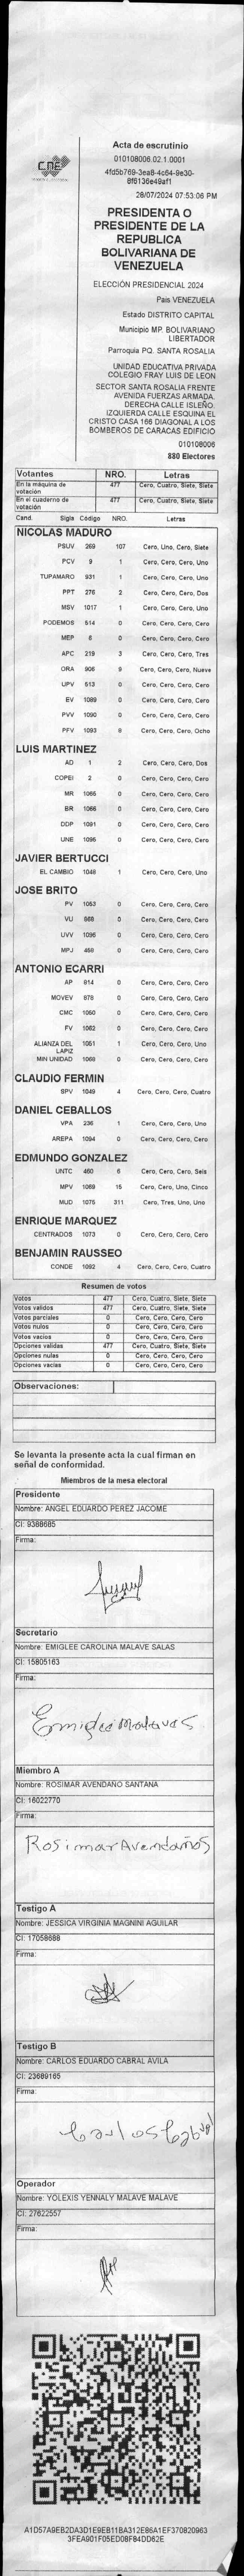 CNE
Acta de escrutinio
010108006.02.1.0001
4fd5b769-3ea8-4c64-9e30-
8f6136e49af1
28/07/2024 07:53:06 PM
PRESIDENTA O
PRESIDENTE DE LA
REPUBLICA
BOLIVARIANA DE
VENEZUELA
ELECCIÓN PRESIDENCIAL 2024
Pais VENEZUELA
Estado DISTRITO CAPITAL
Municipio MP. BOLIVARIANO
LIBERTADOR
Parroquia PQ. SANTA ROSALIA
UNIDAD EDUCATIVA PRIVADA
COLEGIO FRAY LUIS DE LEON
SECTOR SANTA ROSALIA FRENTE
AVENIDA FUERZAS ARMADA.
DERECHA CALLE ISLEÑO.
IZQUIERDA CALLE ESQUINA EL
CRISTO CASA 166 DIAGONAL A LOS
BOMBEROS DE CARACAS EDIFICIO
010108006
880 Electores
Votantes NRO. Letras
En la máquina de votación 477 Cero, Cuatro, Siete, Siete
En el cuaderno de votación 477 Cero, Cuatro, Siete, Siete
Cand. Sigla Código NRO. Letras
NICOLAS MADURO
PSUV 269 107 Cero, Uno, Cero, Siete
PCV 9 1 Cero, Cero, Cero, Uno
TUPAMARO 931 1 Cero, Cero, Cero, Uno
PPT 276 2 Cero, Cero, Cero, Dos
MSV 1017 1 Cero, Cero, Cero, Uno
PODEMOS 514 0 Cero, Cero, Cero, Cero
MEP 6 0 Cero, Cero, Cero, Cero
APC 219 3 Cero, Cero, Cero, Tres
ORA 906 9 Cero, Cero, Cero, Nueve
UPV 513 0 Cero, Cero, Cero, Cero
EV 1089 0 Cero, Cero, Cero, Cero
PVV 1090 0 Cero, Cero, Cero, Cero
PFV 1093 8 Cero, Cero, Cero, Ocho
LUIS MARTINEZ
AD 1 2 Cero, Cero, Cero, Dos
COPEI 2 0 Cero, Cero, Cero, Cero
MR 1065 0 Cero, Cero, Cero, Cero
BR 1066 0 Cero, Cero, Cero, Cero
DDP 1091 0 Cero, Cero, Cero, Cero
UNE 1095 0 Cero, Cero, Cero, Cero
JAVIER BERTUCCI
EL CAMBIO 1048 1 Cero, Cero, Cero, Uno
JOSE BRITO
PV 1053 0 Cero, Cero, Cero, Cero
VU 968 0 Cero, Cero, Cero, Cero
UVV 1096 0 Cero, Cero, Cero, Cero
MPJ 468 0 Cero, Cero, Cero, Cero
ANTONIO ECARRI
AP 814 0 Cero, Cero, Cero, Cero
MOVEV 878 0 Cero, Cero, Cero, Cero
CMC 1050 0 Cero, Cero, Cero, Cero
FV 1062 0 Cero, Cero, Cero, Cero
ALIANZA DEL LAPIZ 1051 1 Cero, Cero, Cero, Uno
MIN UNIDAD 1068 0 Cero, Cero, Cero, Cero
CLAUDIO FERMIN
SPV 1049 4 Cero, Cero, Cero, Cuatro
DANIEL CEBALLOS
VPA 236 1 Cero, Cero, Cero, Uno
AREPA 1094 0 Cero, Cero, Cero, Cero
EDMUNDO GONZALEZ
UNTC 460 6 Cero, Cero, Cero, Seis
MPV 1069 15 Cero, Cero, Uno, Cinco
MUD 1075 311 Cero, Tres, Uno, Uno
ENRIQUE MARQUEZ
CENTRADOS 1073 0 Cero, Cero, Cero, Cero
BENJAMIN RAUSSEO
CONDE 1092 4 Cero, Cero, Cero, Cuatro
Resumen de votos
Votos 477 Cero, Cuatro, Siete, Siete
Votos validos 477 Cero, Cuatro, Siete, Siete
Votos parciales 0 Cero, Cero, Cero, Cero
Votos nulos 0 Cero, Cero, Cero, Cero
Votos vacios 0 Cero, Cero, Cero, Cero
Opciones validas 477 Cero, Cuatro, Siete, Siete
Opciones nulas 0 Cero, Cero, Cero, Cero
Opciones vacias 0 Cero, Cero, Cero, Cero
Observaciones:
Se levanta la presente acta la cual firman en
señal de conformidad.
Miembros de la mesa electoral
Presidente
Nombre: ANGEL EDUARDO PEREZ JACOME
CI: 9388685
Firma:
Secretario
Nombre: EMIGLEE CAROLINA MALAVE SALAS
CI: 15805163
Firma:
Miembro A
Nombre: ROSIMAR AVENDANO SANTANA
CI: 16022770
Firma:
Rosimar Avendaños
Testigo A
Nombre: JESSICA VIRGINIA MAGNINI AGUILAR
CI: 17058688
Firma:
Testigo B
Nombre: CARLOS EDUARDO CABRAL AVILA
CI: 23689165
Firma:
Operador
Nombre: YOLEXIS YENNALY MALAVE MALAVE
CI: 27622557
Firma:
A1D57A9EB2DA3D1E9EB11BA312E86A1EF370820963
3FEA901F05ED08F84DD62E